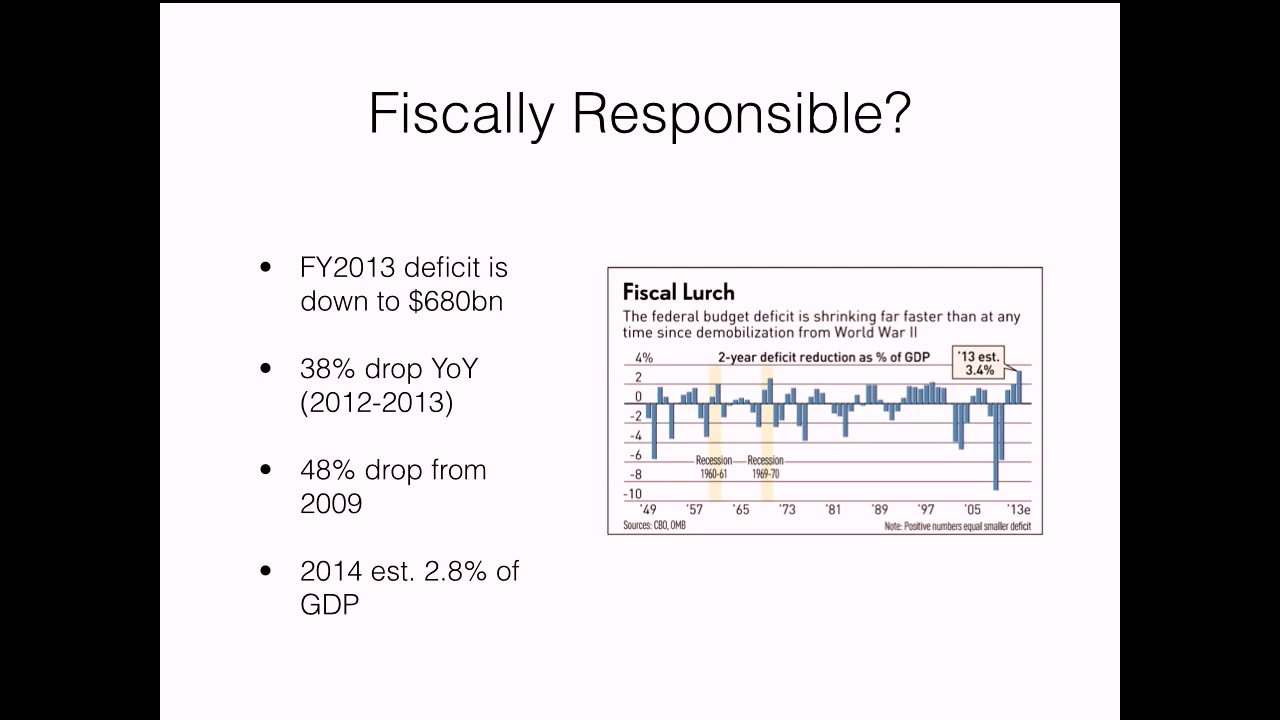 Fiscally Responsible?
• FY2013 deficit is
down to $680bn
• 38% drop YoY
(2012-2013)
• 48% drop from
2009
• 2014 est. 2.8% of
GDP
Fiscal Lurch
The federal budget deficit is shrinking far faster than at any
time since demobilization from World War II
4% 2-year deficit reduction as % of GDP
'13 est.
3.4%
2
0
-2
-4
-6
-8
-10
Recession
1960-61
Recession
1969-70
'49 '57 '65 '73 '81 '89 '97 '05 '13e
Sources: CBO, OMB
Note: Positive numbers equal smaller deficit